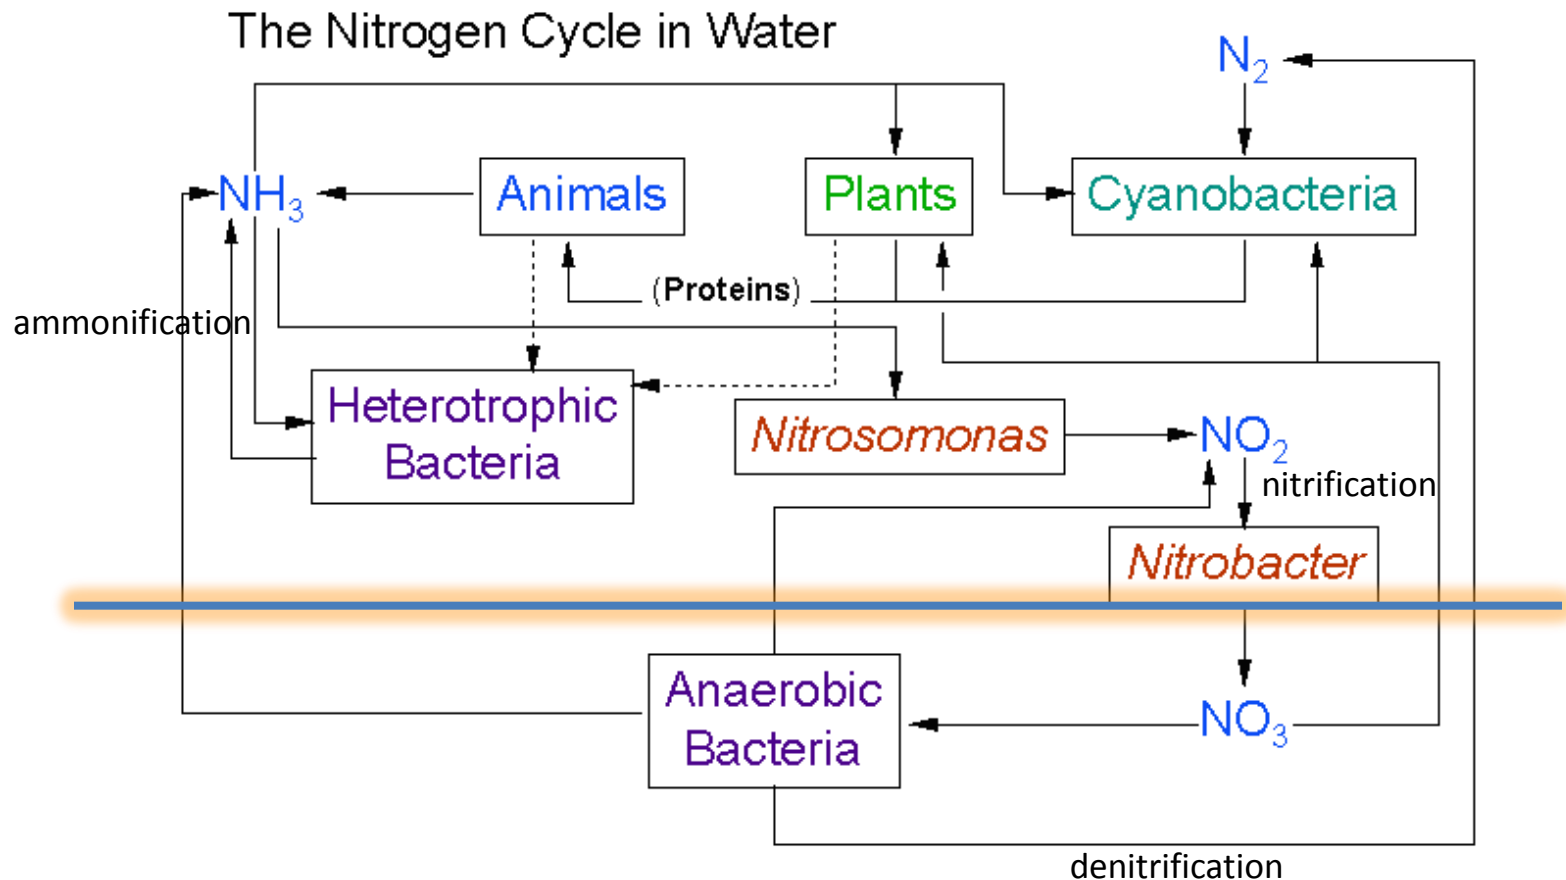 The Nitrogen Cycle in Water
N₂
NH₃
Animals
Plants
Cyanobacteria
(Proteins)
ammonification
Heterotrophic
Bacteria
Nitrosomonas
NO₂
nitrification
Nitrobacter
Anaerobic
Bacteria
NO₃
denitrification